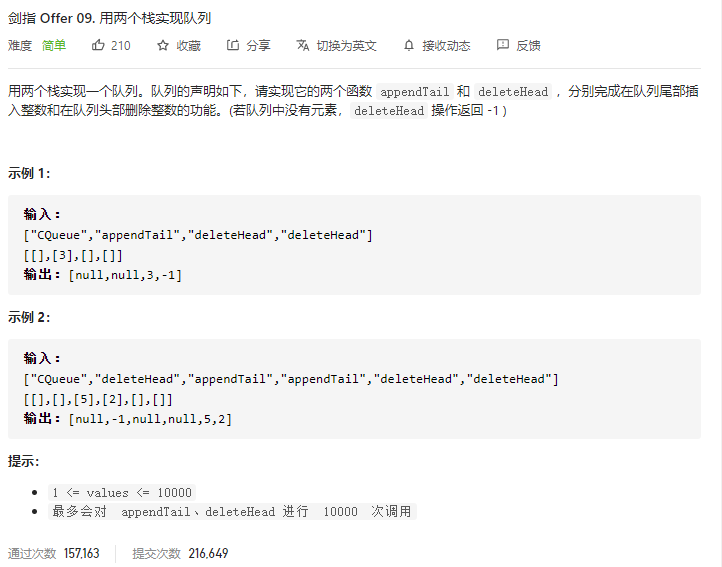 剑指 Offer 09. 用两个栈实现队列
难度 简单 210 收藏 分享 切换为英文 接收动态 反馈
用两个栈实现一个队列。队列的声明如下，请实现它的两个函数 appendTail 和 deleteHead ，分别完成在队列尾部插
入整数和在队列头部删除整数的功能。(若队列中没有元素，deleteHead 操作返回 -1 )
示例 1：
输入：
["CQueue","appendTail","deleteHead","deleteHead"]
[[],[3],[],[]]
输出：[null,null,3,-1]
示例 2：
输入：
["CQueue","deleteHead","appendTail","appendTail","deleteHead","deleteHead"]
[[],[],[5],[2],[],[]]
输出：[null,-1,null,null,5,2]
提示：
1 <= values <= 10000
最多会对 appendTail、deleteHead 进行 10000 次调用
通过次数 157,163 提交次数 216,649